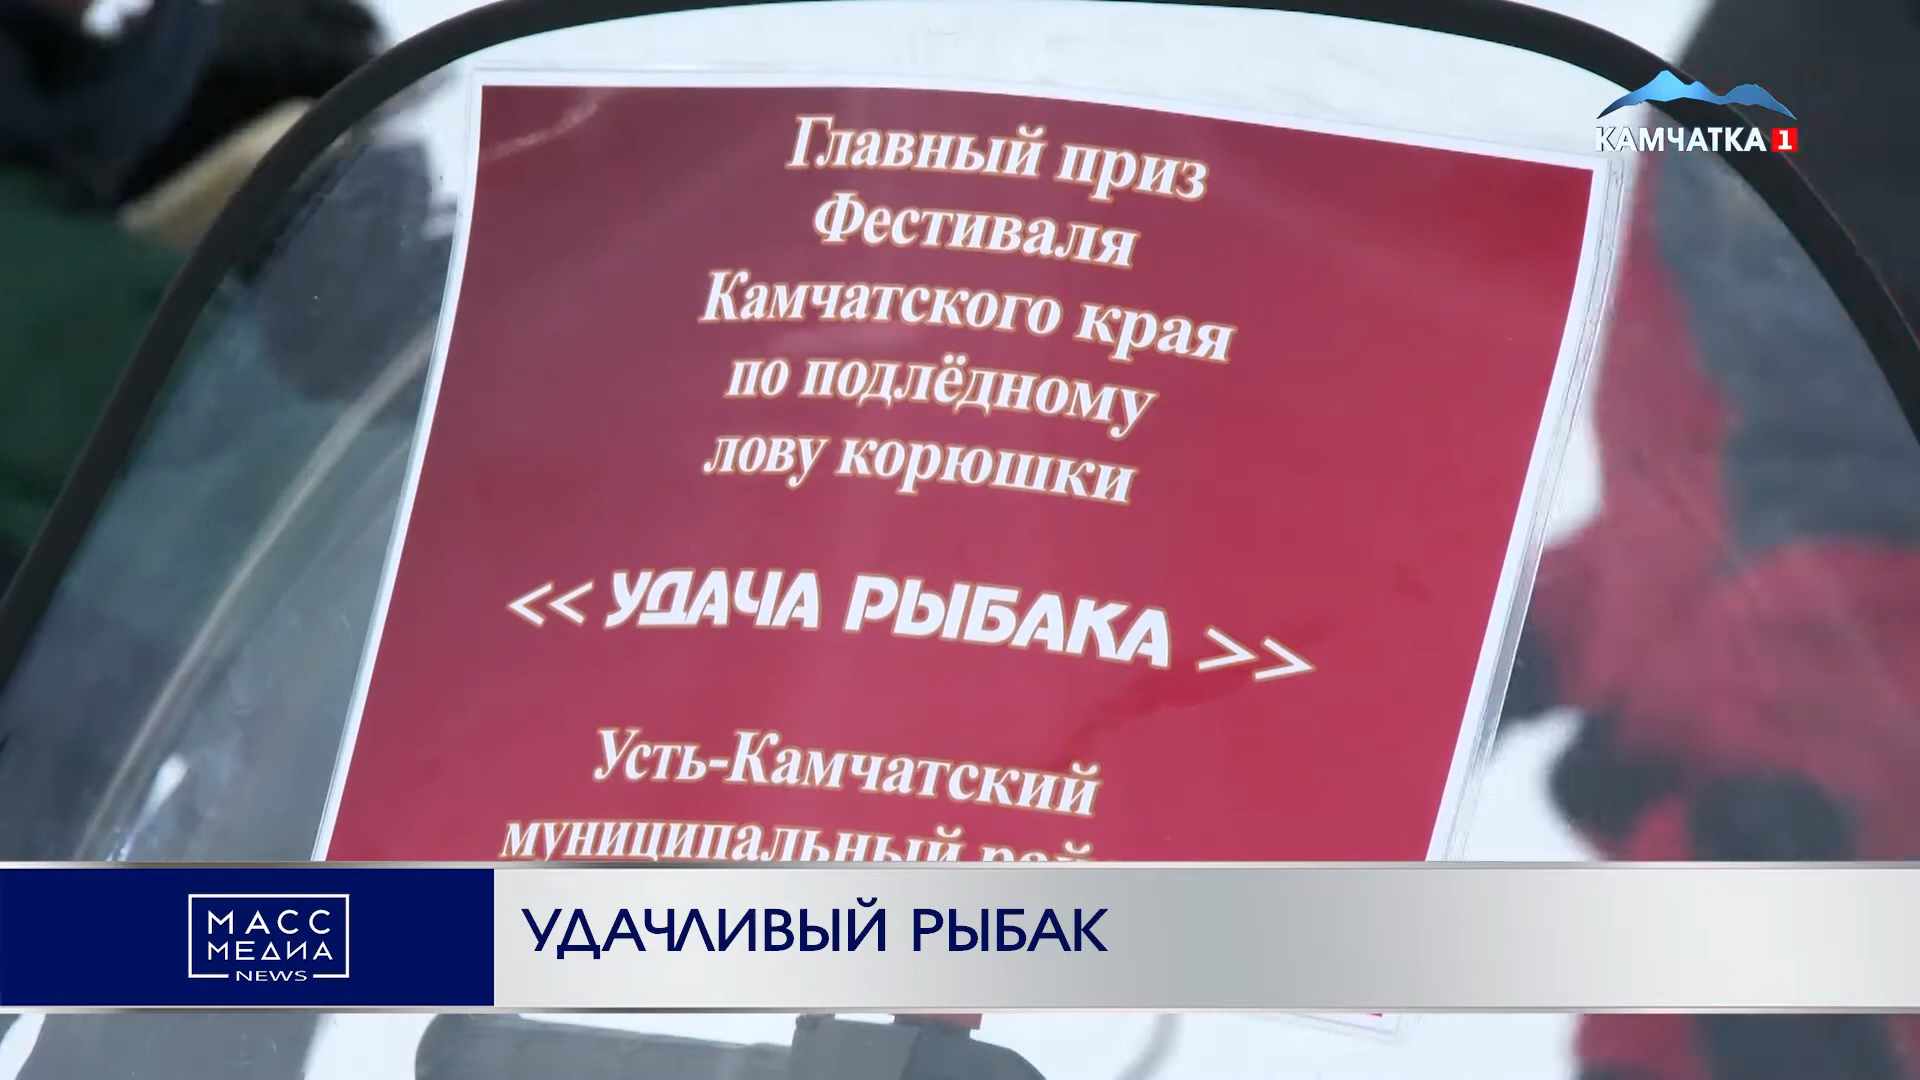 КАМЧАТКА 1
Главный приз
Фестиваля
Камчатского края
по подлёдному
лову корюшки
<< УДАЧА РЫБАКА >>
Усть-Камчатский
муниципальный
МАСС
МЕДИА
NEWS
УДАЧЛИВЫЙ РЫБАК